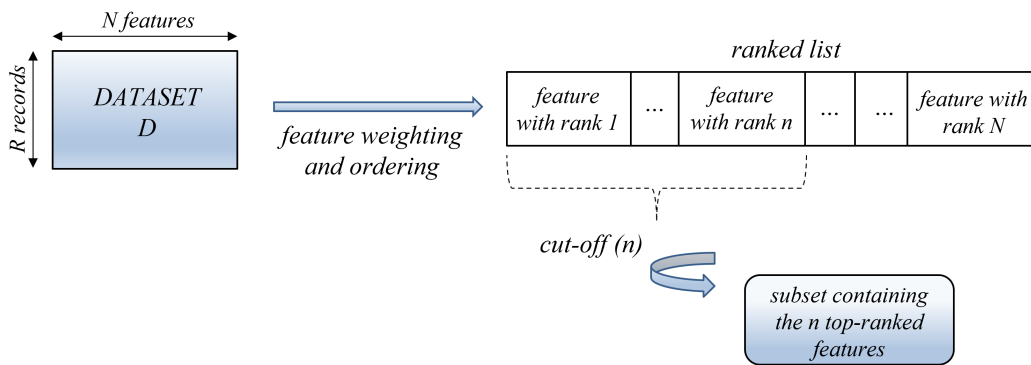 N features
R records
DATASET
D
feature weighting
and ordering
ranked list
feature
with rank 1
...
feature
with rank n
...
...
feature with
rank N
cut-off (n)
subset containing
the n top-ranked
features